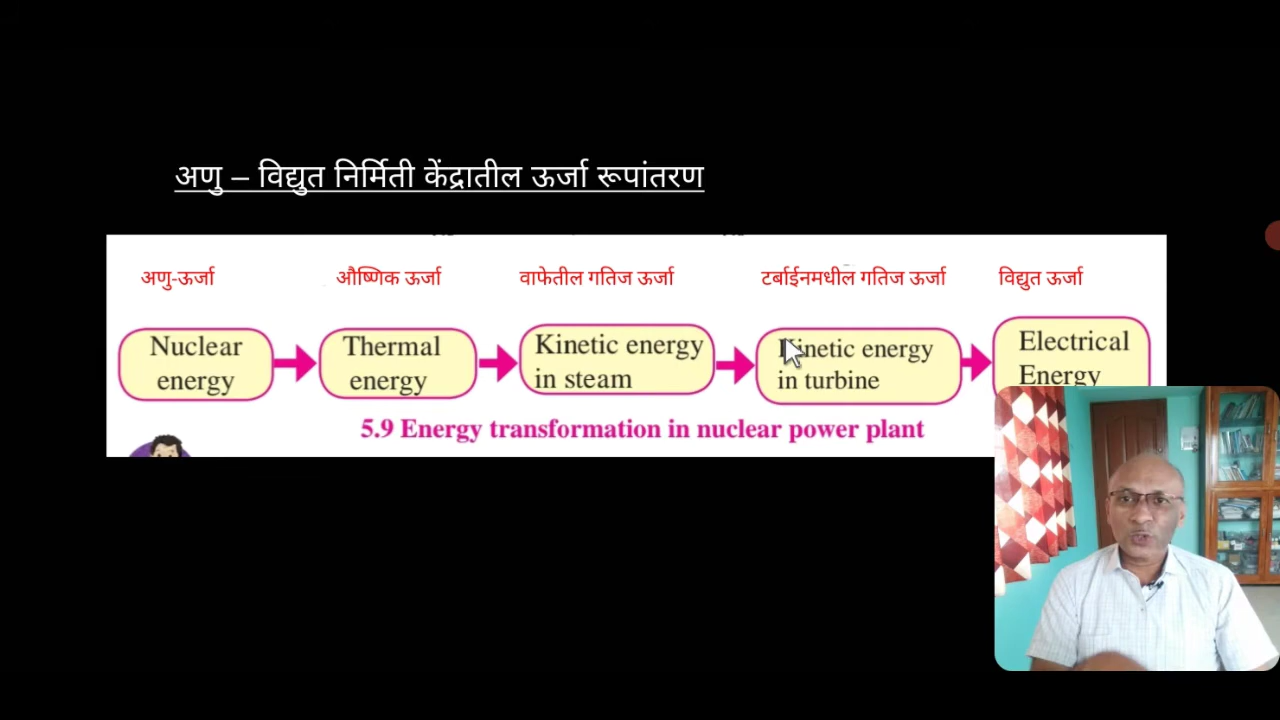 अणु – विद्युत निर्मिती केंद्रातील ऊर्जा रूपांतरण
अणु-ऊर्जा
औष्णिक ऊर्जा
वाफेतील गतिज ऊर्जा
टर्बाईनमधील गतिज ऊर्जा
विद्युत ऊर्जा
Nuclear
energy
Thermal
energy
Kinetic energy
in steam
Kinetic energy
in turbine
Electrical
Energy
5.9 Energy transformation in nuclear power plant